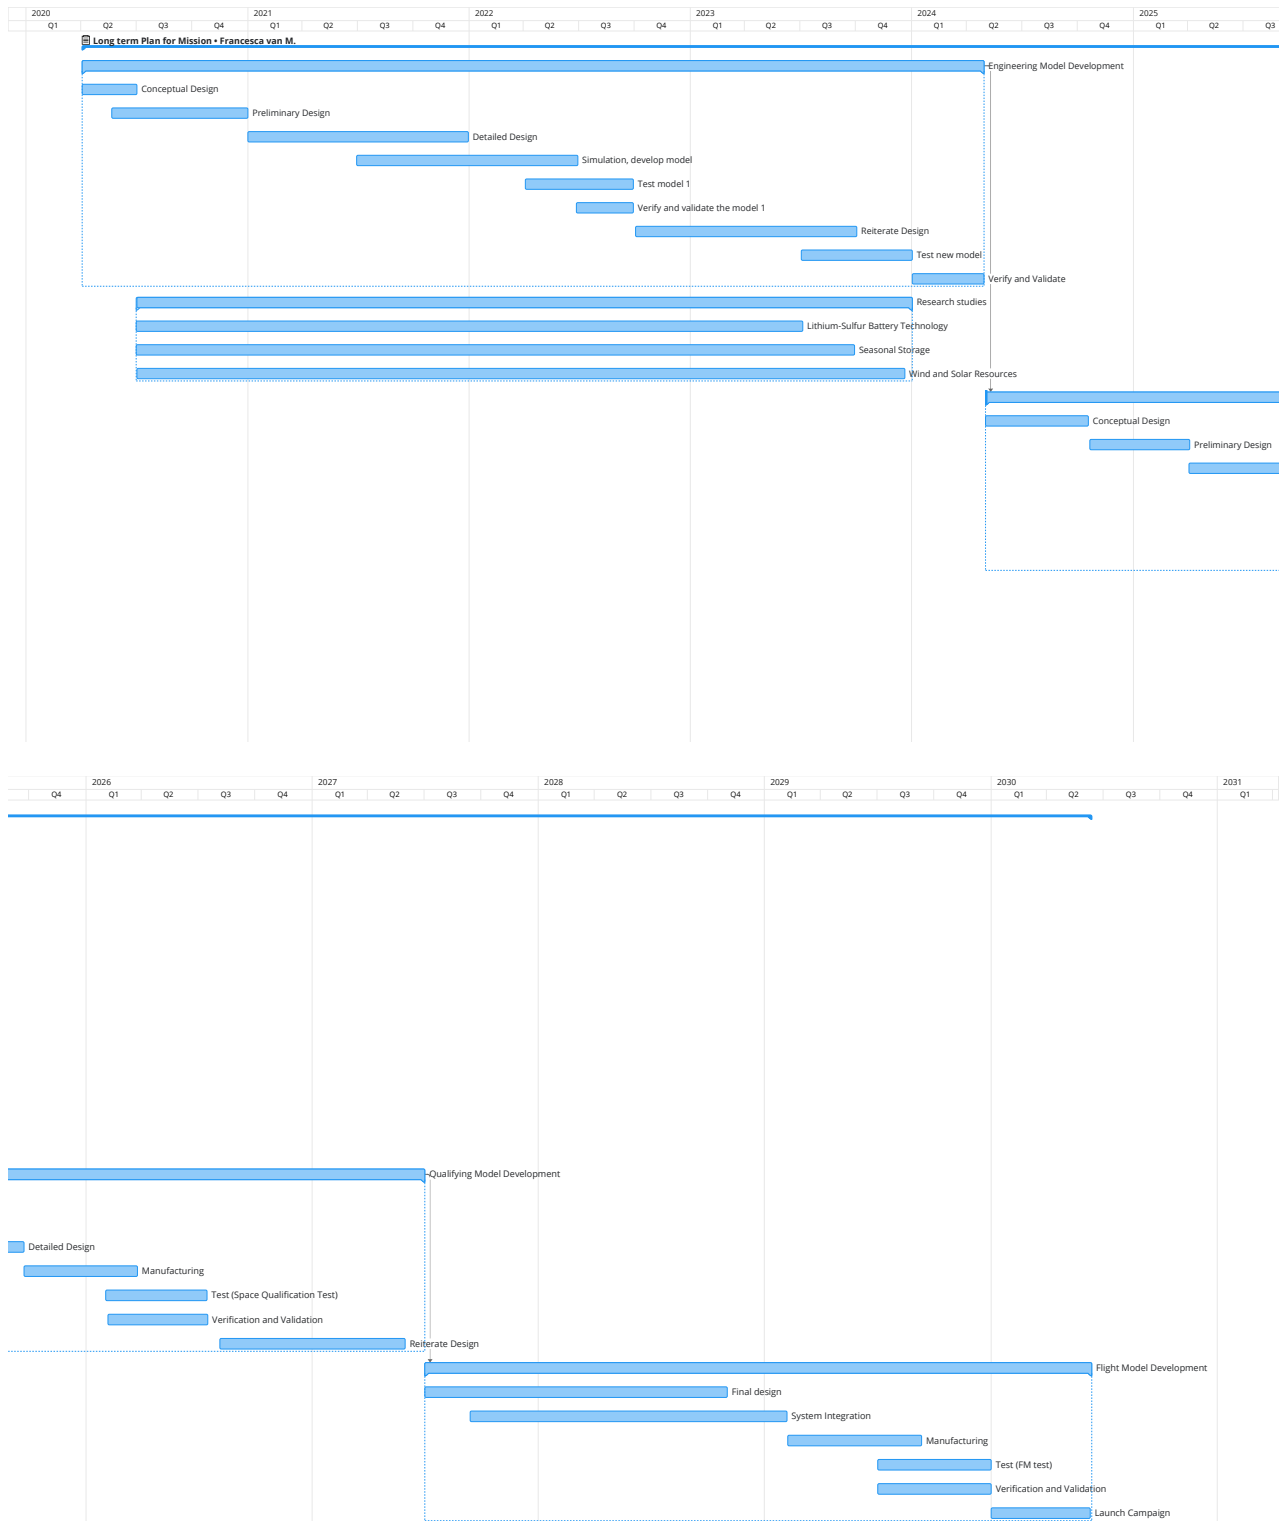 2020 2021 2022 2023 2024 2025
Q1 Q2 Q3 Q4 Q1 Q2 Q3 Q4 Q1 Q2 Q3 Q4 Q1 Q2 Q3 Q4 Q1 Q2 Q3 Q4 Q1 Q2 Q3
Long term Plan for Mission • Francesca van M.
Engineering Model Development
Conceptual Design
Preliminary Design
Detailed Design
Simulation, develop model
Test model 1
Verify and validate the model 1
Reiterate Design
Test new model
Verify and Validate
Research studies
Lithium-Sulfur Battery Technology
Seasonal Storage
Wind and Solar Resources
Conceptual Design
Preliminary Design
2026 2027 2028 2029 2030 2031
Q4 Q1 Q2 Q3 Q4 Q1 Q2 Q3 Q4 Q1 Q2 Q3 Q4 Q1 Q2 Q3 Q4 Q1 Q2 Q3 Q4 Q1
Qualifying Model Development
Detailed Design
Manufacturing
Test (Space Qualification Test)
Verification and Validation
Reiterate Design
Flight Model Development
Final design
System Integration
Manufacturing
Test (FM test)
Verification and Validation
Launch Campaign